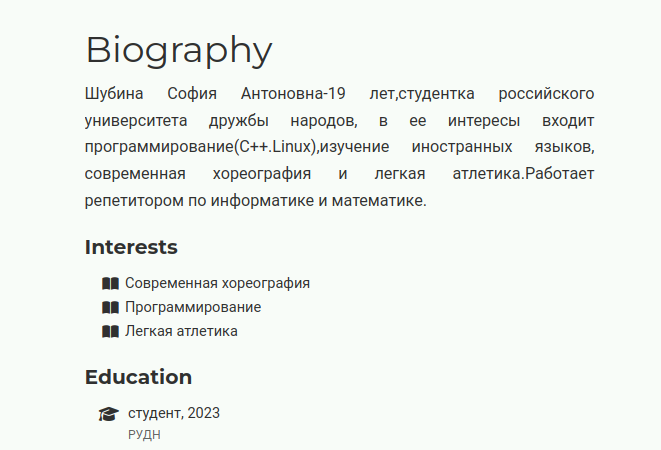 Biography
Шубина София Антоновна-19 лет,студентка российского
университета дружбы народов, в ее интересы входит
программирование(C++.Linux),изучение иностранных языков,
современная хореография и легкая атлетика.Работает
репетитором по информатике и математике.
Interests
Современная хореография
Программирование
Легкая атлетика
Education
студент, 2023
РУДН